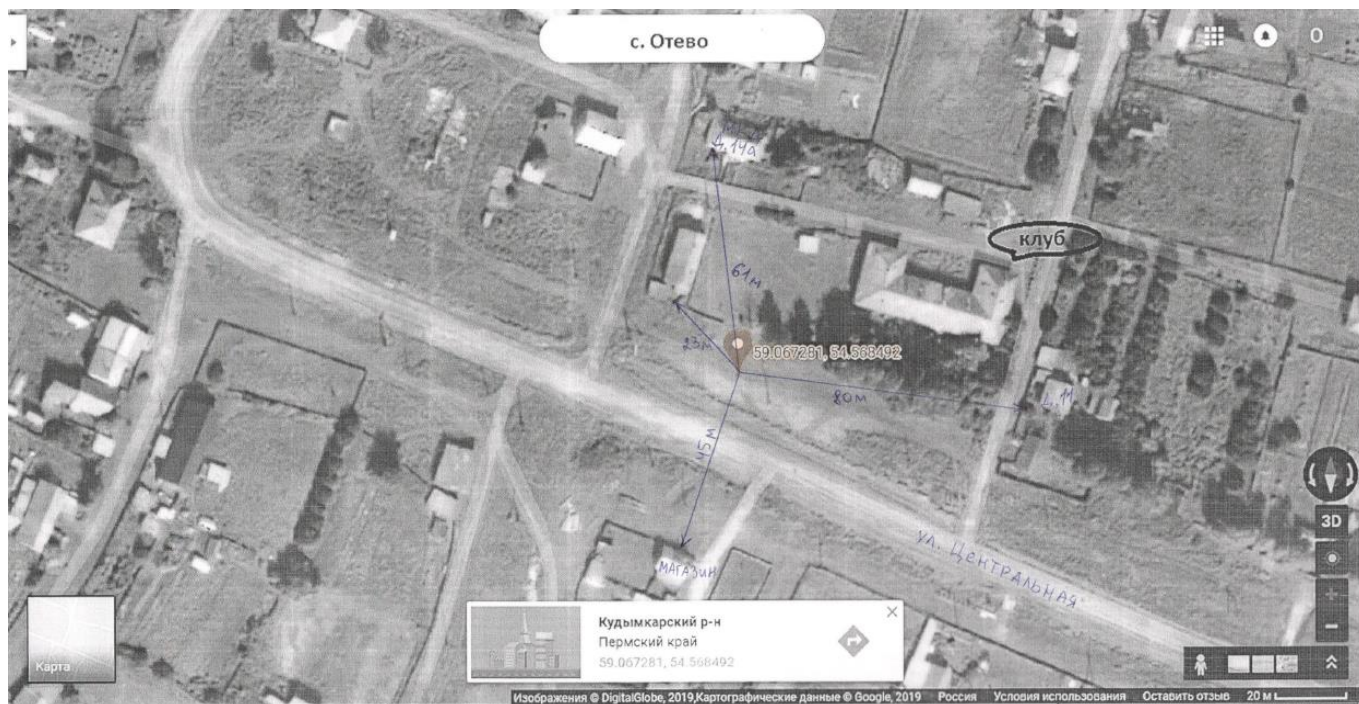 с. Отево
О
д.14а
клуб
61м
23м
59.067281, 54.568492
80м
д.11
45м
МАГАЗИН
ул. ЦЕНТРАЛЬНАЯ
3D
Карта
Кудымкарский р-н
Пермский край
59.067281, 54.568492
Изображения © DigitalGlobe, 2019,Картографические данные © Google, 2019 Россия Условия использования Оставить отзыв 20 м